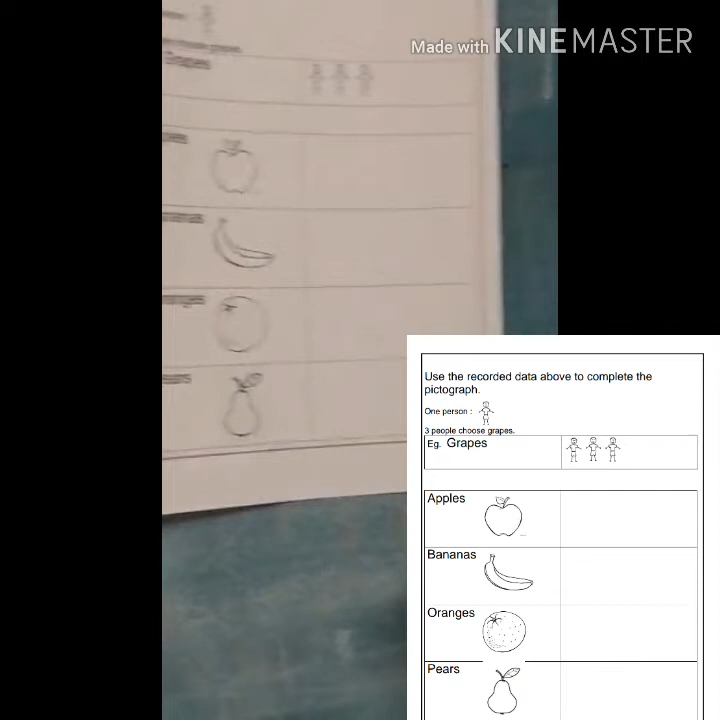 Made with KINEMASTER
Grapes
Use the recorded data above to complete the
pictograph.
One person :
3 people choose grapes.
Eg. Grapes
Apples
Bananas
Oranges
Pears